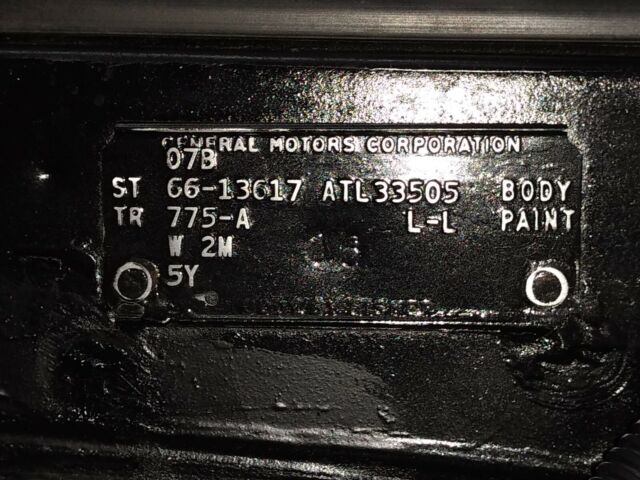 GENERAL MOTORS CORPORATION
07B
ST 66-13617 ATL33505 BODY
TR 775-A L-L PAINT
W 2M
5Y